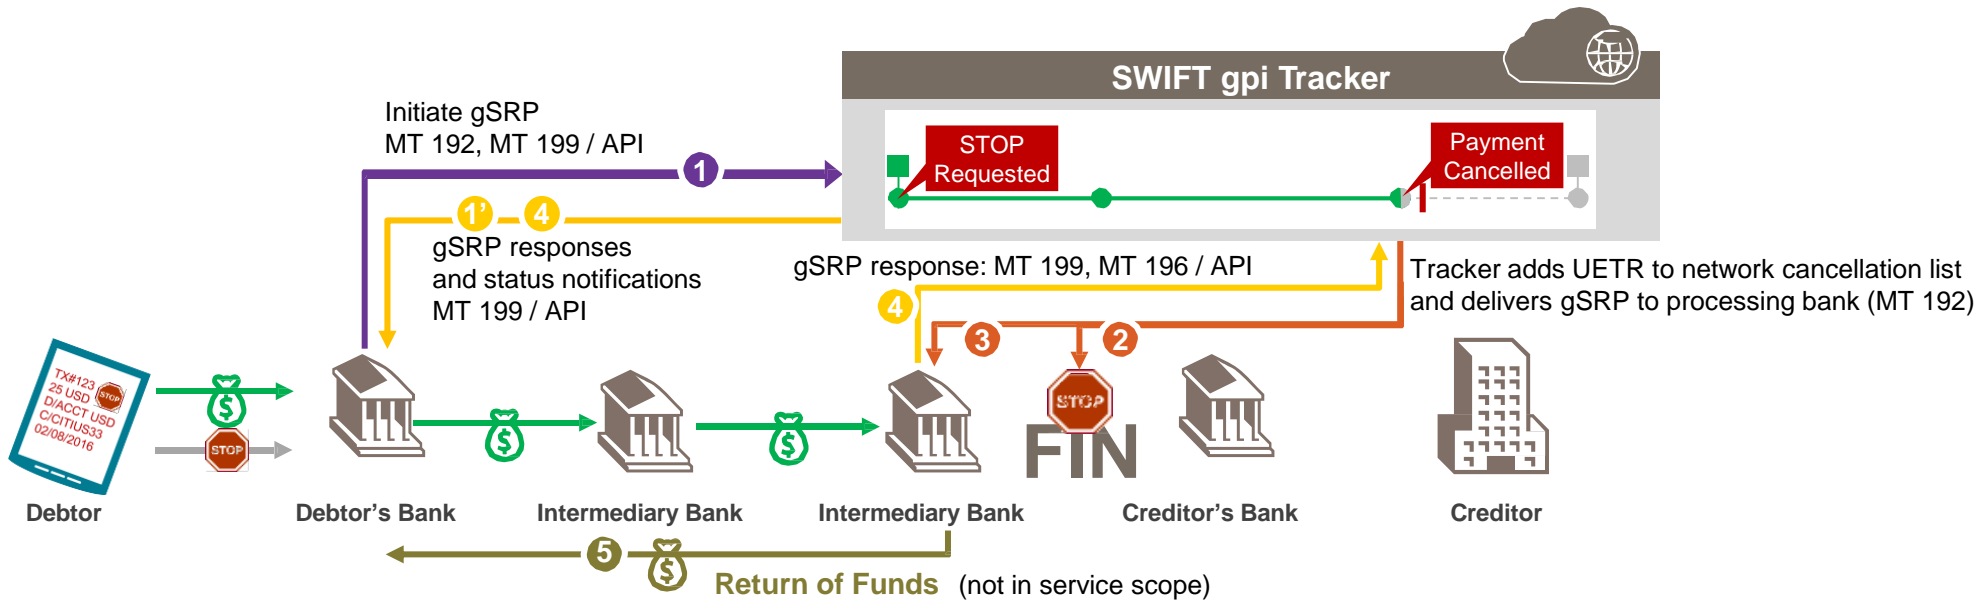 SWIFT gpi Tracker
Initiate gSRP
MT 192, MT 199 / API
1
STOP
Requested
Payment
Cancelled
1’ 4
gSRP responses
and status notifications
MT 199 / API
gSRP response: MT 199, MT 196 / API
4
Tracker adds UETR to network cancellation list
and delivers gSRP to processing bank (MT 192)
3
2
TX#123
25 USD
D/ACCT USD
C/CITIUS33
02/08/2016
STOP
$
STOP
$
$
STOP
FIN
Debtor
Debtor’s Bank
Intermediary Bank
Intermediary Bank
Creditor’s Bank
Creditor
5
$
Return of Funds (not in service scope)